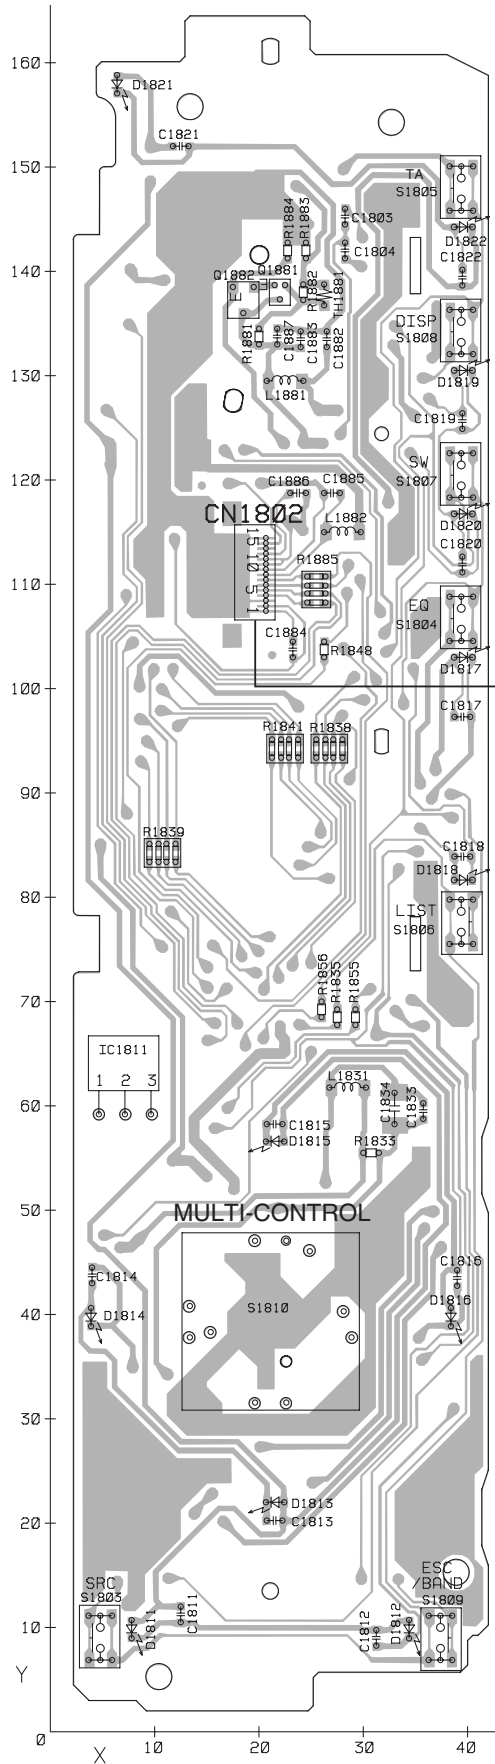 160
D1821
C1821
150
TA
S1805
R1884
R1883
C1803
D1822
C1804
C1822
140
Q1882
Q1881
E
E
R1882
TH1881
DISP
S1808
R1881
C1887
C1883
C1882
130
D1819
L1881
C1819
SW
S1807
120
C1886
C1885
CN1802
L1882
D1820
C1820
15
10
5
1
R1885
110
EQ
S1804
C1884
R1848
D1817
100
C1817
R1841
R1838
90
R1839
C1818
D1818
80
LIST
S1806
R1856
R1835
R1855
70
IC1811
1 2 3
L1831
C1834
C1833
60
C1815
D1815
R1833
50
MULTI-CONTROL
C1814
C1816
S1810
D1814
D1816
40
30
D1813
C1813
20
SRC
S1803
ESC
/BAND
S1809
C1811
D1811
C1812
D1812
10
Y
0
10 20 30 40
X